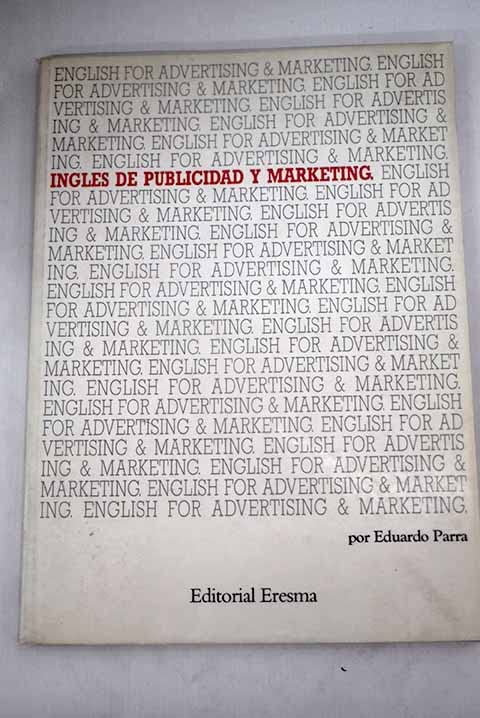 ENGLISH FOR ADVERTISING & MARKETING. ENGLISH
FOR ADVERTISING & MARKETING. ENGLISH FOR AD
VERTISING & MARKETING. ENGLISH FOR ADVERTIS
ING & MARKETING. ENGLISH FOR ADVERTISING &
MARKETING. ENGLISH FOR ADVERTISING & MARKET
ING. ENGLISH FOR ADVERTISING & MARKETING.
INGLES DE PUBLICIDAD Y MARKETING. ENGLISH
FOR ADVERTISING & MARKETING. ENGLISH FOR AD
VERTISING & MARKETING. ENGLISH FOR ADVERTIS
ING & MARKETING. ENGLISH FOR ADVERTISING &
MARKETING. ENGLISH FOR ADVERTISING & MARKET
ING. ENGLISH FOR ADVERTISING & MARKETING.
ENGLISH FOR ADVERTISING & MARKETING. ENGLISH
FOR ADVERTISING & MARKETING. ENGLISH FOR AD
VERTISING & MARKETING. ENGLISH FOR ADVERTIS
ING & MARKETING. ENGLISH FOR ADVERTISING &
MARKETING. ENGLISH FOR ADVERTISING & MARKET
ING. ENGLISH FOR ADVERTISING & MARKETING.
ENGLISH FOR ADVERTISING & MARKETING. ENGLISH
FOR ADVERTISING & MARKETING. ENGLISH FOR AD
VERTISING & MARKETING. ENGLISH FOR ADVERTIS
ING & MARKETING. ENGLISH FOR ADVERTISING &
MARKETING. ENGLISH FOR ADVERTISING & MARKET
ING. ENGLISH FOR ADVERTISING & MARKETING.
por Eduardo Parra
Editorial Eresma